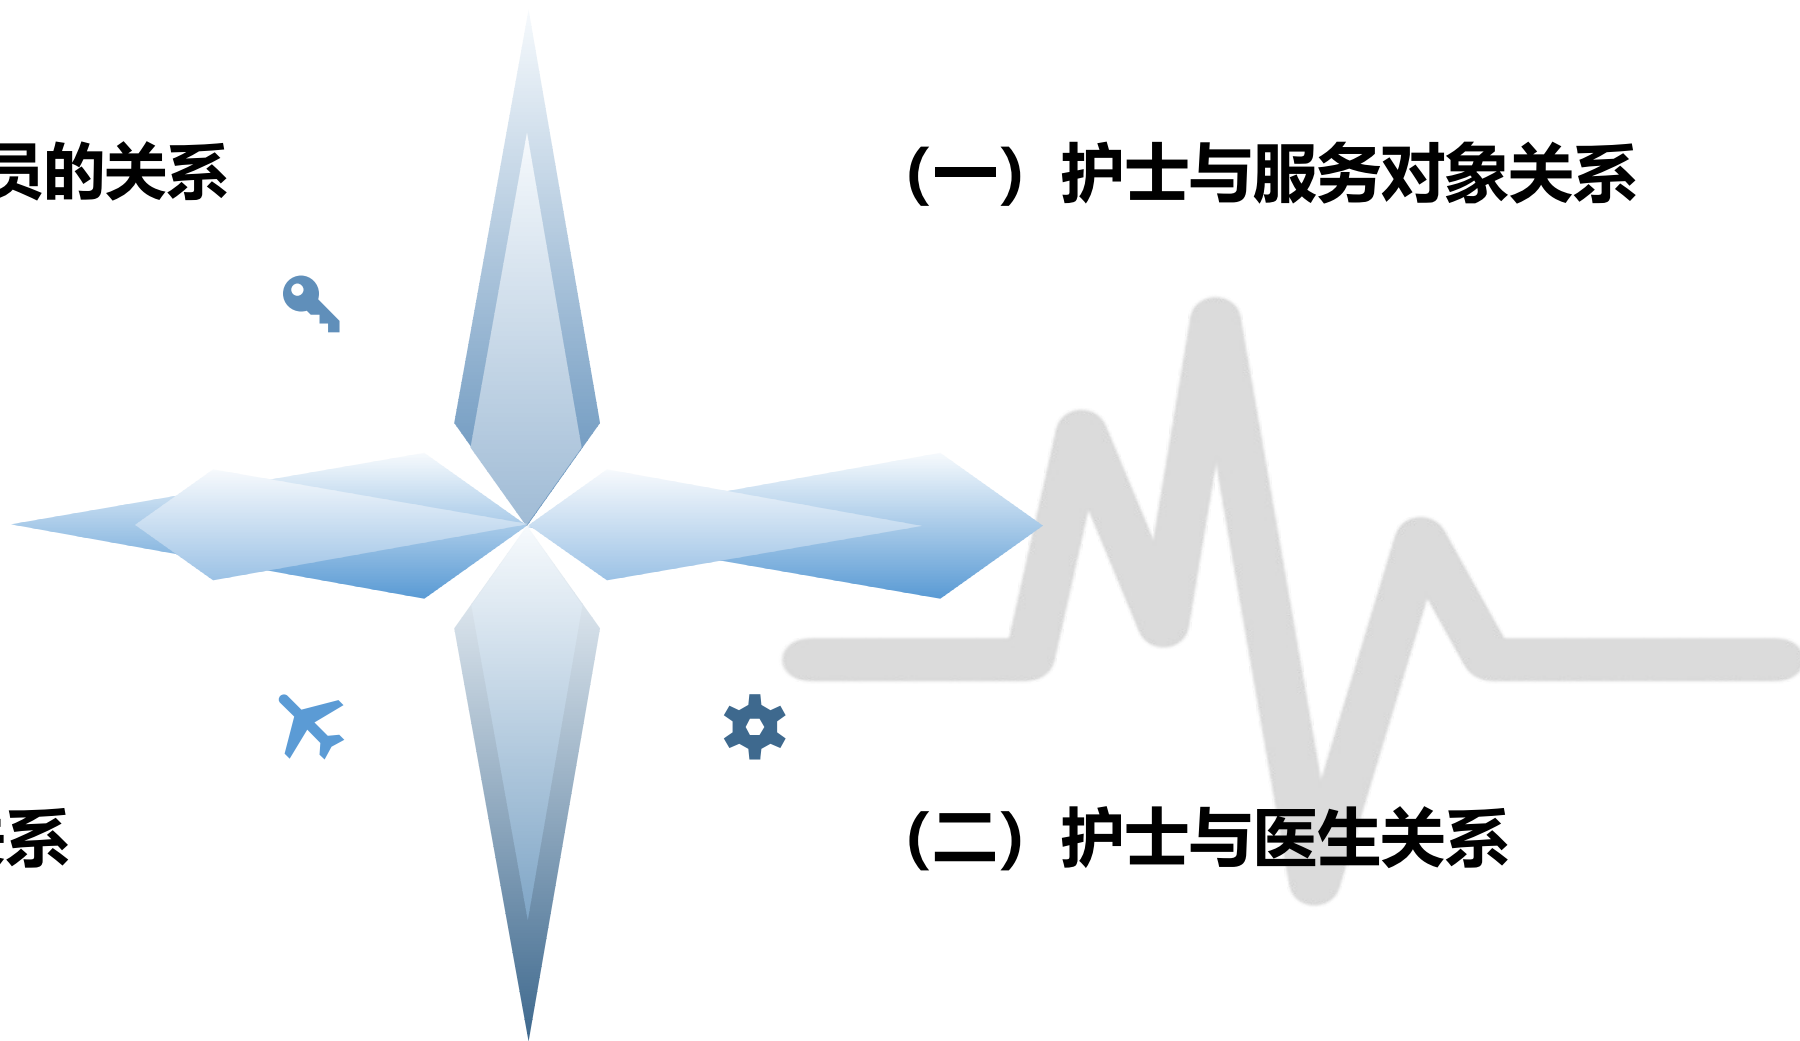 员的关系
（一）护士与服务对象关系
系
（二）护士与医生关系